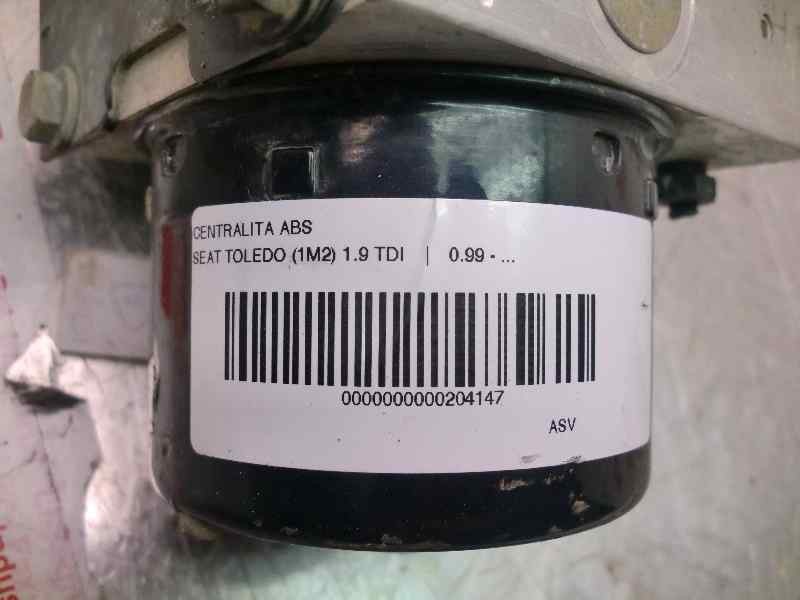 CENTRALITA ABS
SEAT TOLEDO (1M2) 1.9 TDI | 0.99 - ...
0000000000204147
ASV